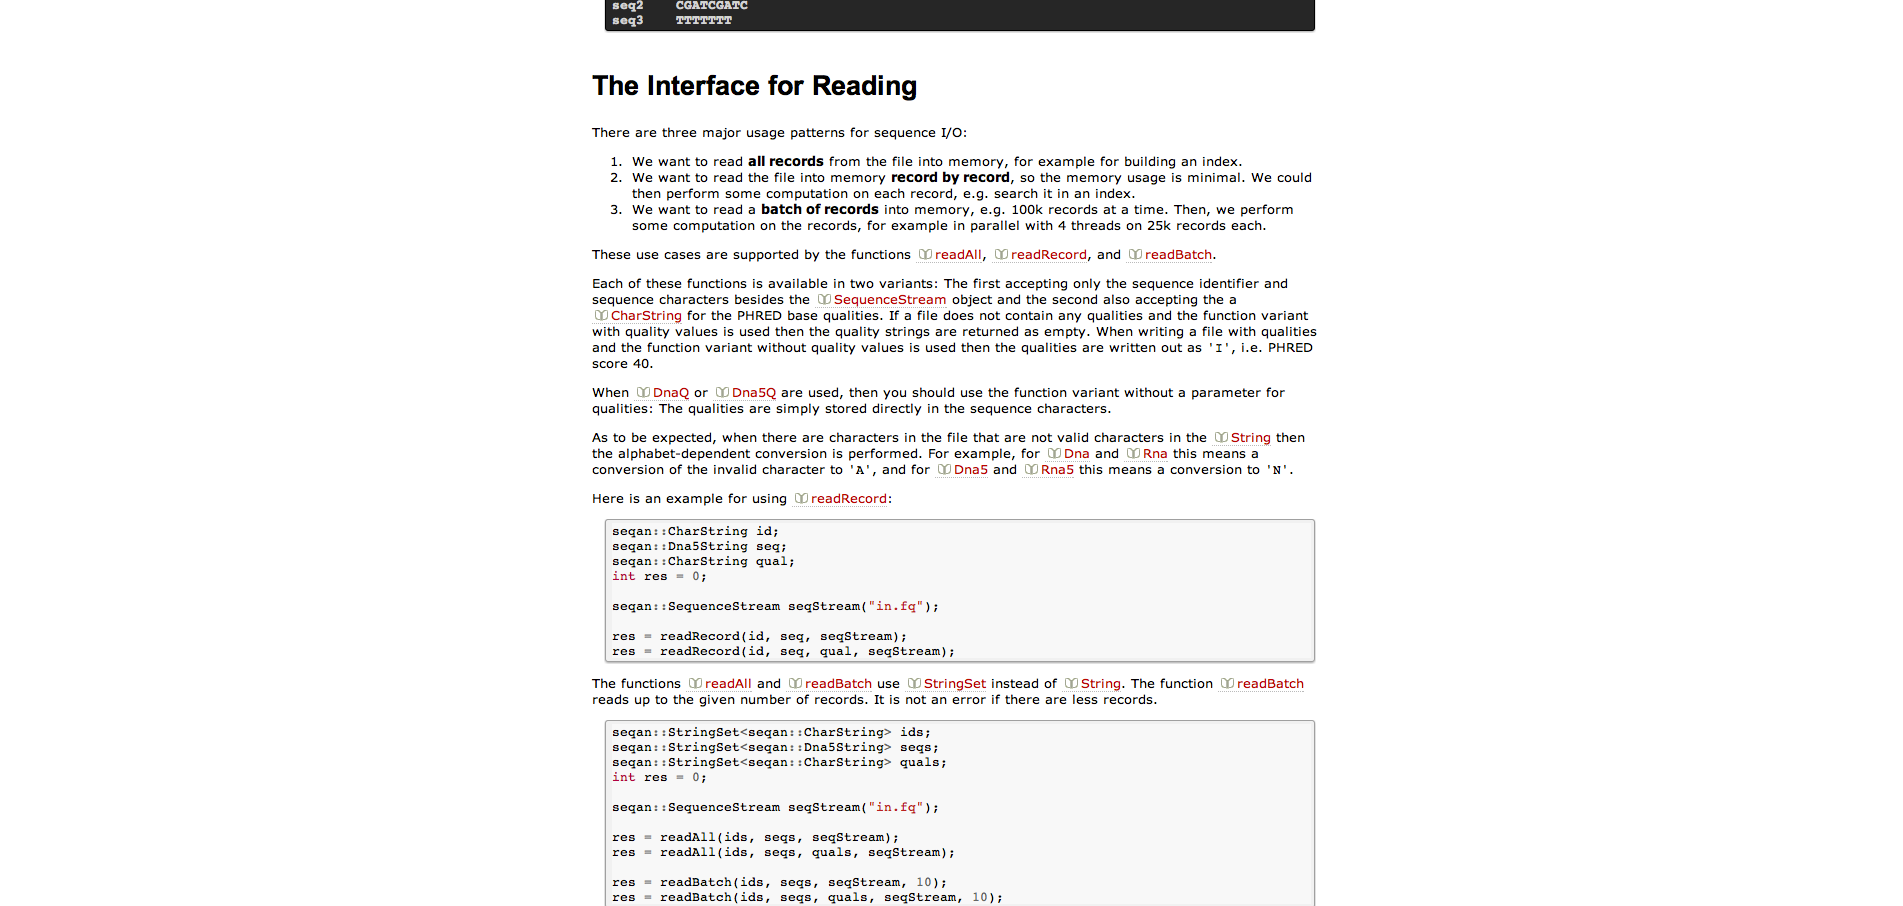 seq2    CGATCGATC
seq3    TTTTTTT
The Interface for Reading
There are three major usage patterns for sequence I/O:
1. We want to read all records from the file into memory, for example for building an index.
2. We want to read the file into memory record by record, so the memory usage is minimal. We could
then perform some computation on each record, e.g. search it in an index.
3. We want to read a batch of records into memory, e.g. 100k records at a time. Then, we perform
some computation on the records, for example in parallel with 4 threads on 25k records each.
These use cases are supported by the functions readAll, readRecord, and readBatch.
Each of these functions is available in two variants: The first accepting only the sequence identifier and
sequence characters besides the SequenceStream object and the second also accepting the a
CharString for the PHRED base qualities. If a file does not contain any qualities and the function variant
with quality values is used then the quality strings are returned as empty. When writing a file with qualities
and the function variant without quality values is used then the qualities are written out as 'I', i.e. PHRED
score 40.
When DnaQ or Dna5Q are used, then you should use the function variant without a parameter for
qualities: The qualities are simply stored directly in the sequence characters.
As to be expected, when there are characters in the file that are not valid characters in the String then
the alphabet-dependent conversion is performed. For example, for Dna and Rna this means a
conversion of the invalid character to 'A', and for Dna5 and Rna5 this means a conversion to 'N'.
Here is an example for using readRecord:
seqan::CharString id;
seqan::Dna5String seq;
seqan::CharString qual;
int res = 0;
seqan::SequenceStream seqStream("in.fq");
res = readRecord(id, seq, seqStream);
res = readRecord(id, seq, qual, seqStream);
The functions readAll and readBatch use StringSet instead of String. The function readBatch
reads up to the given number of records. It is not an error if there are less records.
seqan::StringSet<seqan::CharString> ids;
seqan::StringSet<seqan::Dna5String> seqs;
seqan::StringSet<seqan::CharString> quals;
int res = 0;
seqan::SequenceStream seqStream("in.fq");
res = readAll(ids, seqs, seqStream);
res = readAll(ids, seqs, quals, seqStream);
res = readBatch(ids, seqs, seqStream, 10);
res = readBatch(ids, seqs, quals, seqStream, 10);